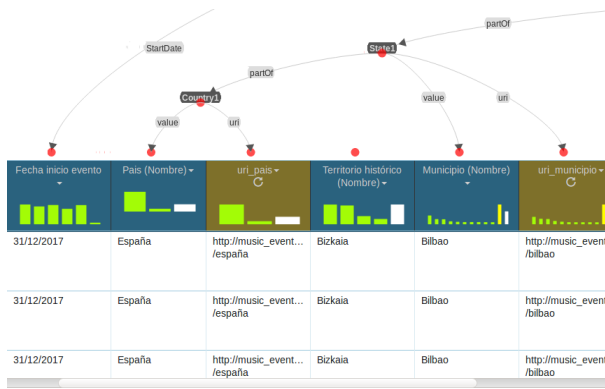 partOf
StartDate
State1
partOf
Country1
value
uri
value
uri
Fecha inicio evento
País (Nombre)
uri_pais
Territorio histórico
(Nombre)
Municipio (Nombre)
uri_municipio
31/12/2017 España http://music_event... Bizkaia Bilbao http://music_event
/españa /bilbao
31/12/2017 España http://music_event... Bizkaia Bilbao http://music_event
/españa /bilbao
31/12/2017 España http://music_event... Bizkaia Bilbao http://music_event
/españa /bilbao